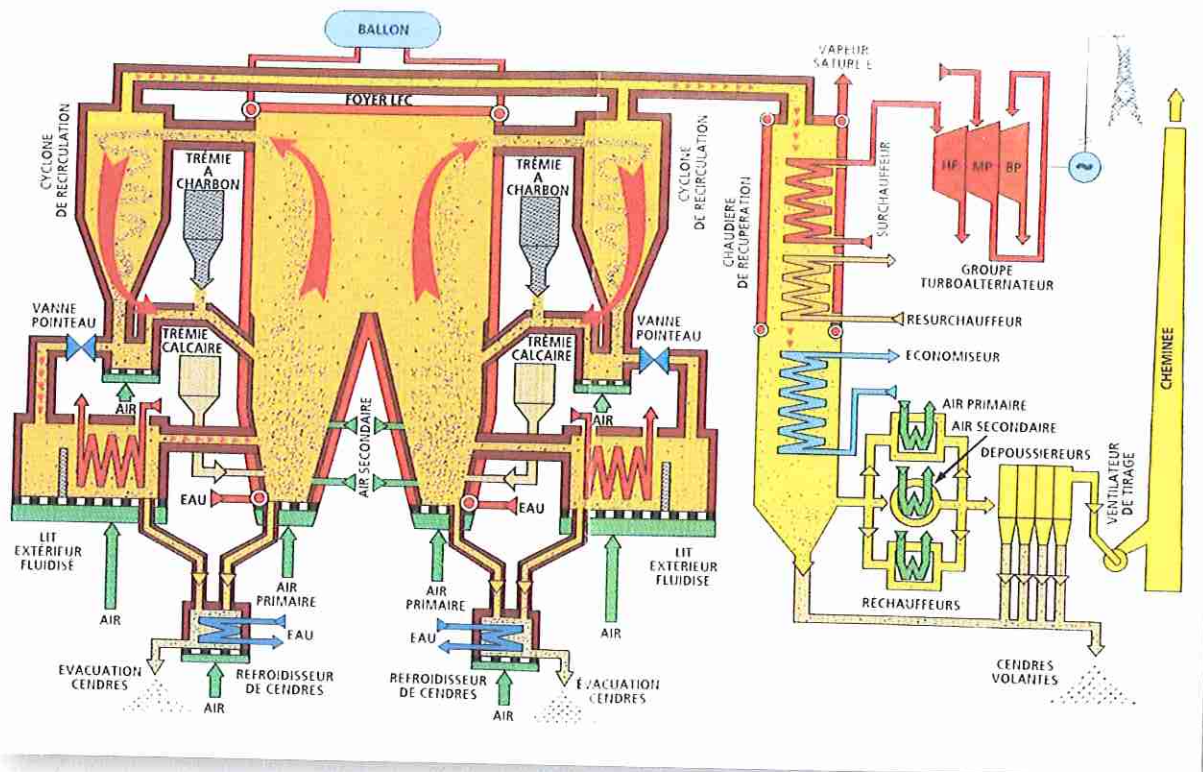 BALLON
VAPEUR
SATURÉE
FOYER LFC
CYCLONE
DE RECIRCULATION
TRÉMIE
A
CHARBON
TRÉMIE
A
CHARBON
CYCLONE
DE RECIRCULATION
CHAUDIÈRE
DE RÉCUPÉRATION
SURCHAUFFEUR
HP
MP
BP
GROUPE
TURBOALTERNATEUR
CHEMINÉE
VANNE
POINTEAU
TRÉMIE
CALCAIRE
TRÉMIE
CALCAIRE
VANNE
POINTEAU
RESURCHAUFFEUR
ÉCONOMISEUR
AIR
AIR SECONDAIRE
AIR
AIR PRIMAIRE
AIR SECONDAIRE
DEPOUSSIEREURS
VENTILATEUR
DE TIRAGE
EAU
EAU
LIT
EXTÉRIEUR
FLUIDISÉ
LIT
EXTÉRIEUR
FLUIDISÉ
AIR
AIR
PRIMAIRE
AIR
PRIMAIRE
AIR
RÉCHAUFFEURS
EAU
EAU
EVACUATION
CENDRES
REFROIDISSEUR
DE CENDRES
REFROIDISSEUR
DE CENDRES
ÉVACUATION
CENDRES
CENDRES
VOLANTES
AIR
AIR